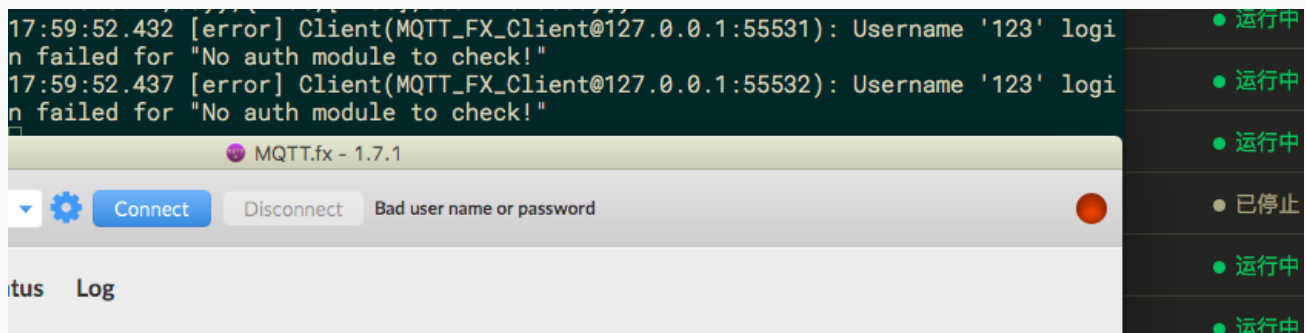 17:59:52.432 [error] Client(MQTT_FX_Client@127.0.0.1:55531): Username '123' logi
n failed for "No auth module to check!"
17:59:52.437 [error] Client(MQTT_FX_Client@127.0.0.1:55532): Username '123' logi
n failed for "No auth module to check!"
MQTT.fx - 1.7.1
Connect Disconnect Bad user name or password
tus Log
运行中
运行中
运行中
已停止
运行中
运行中